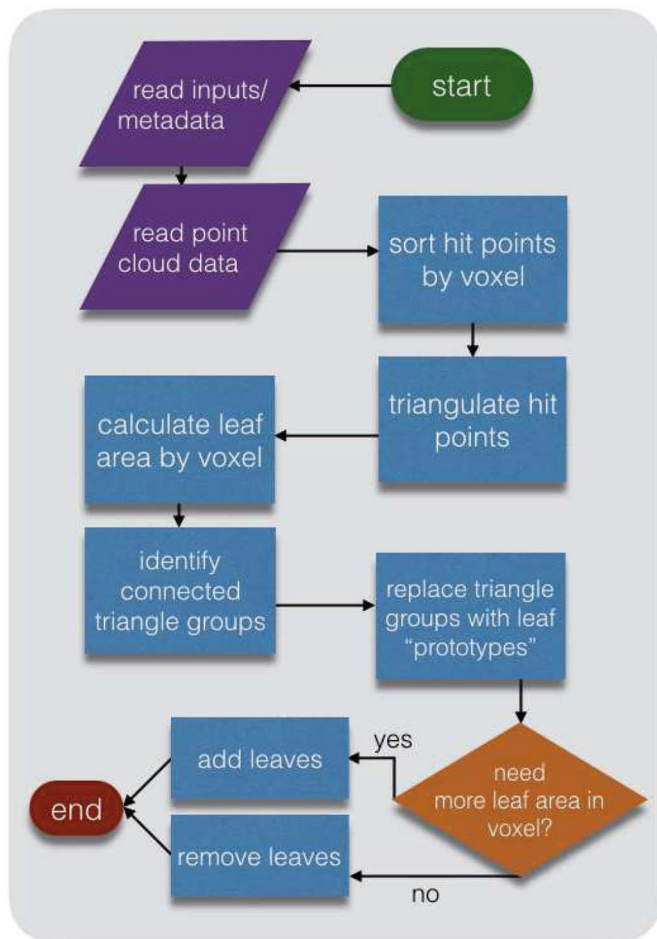 start
read inputs/
metadata
read point
cloud data
sort hit points
by voxel
triangulate hit
points
calculate leaf
area by voxel
identify
connected
triangle groups
replace triangle
groups with leaf
“prototypes”
need
more leaf area in
voxel?
yes
add leaves
no
remove leaves
end